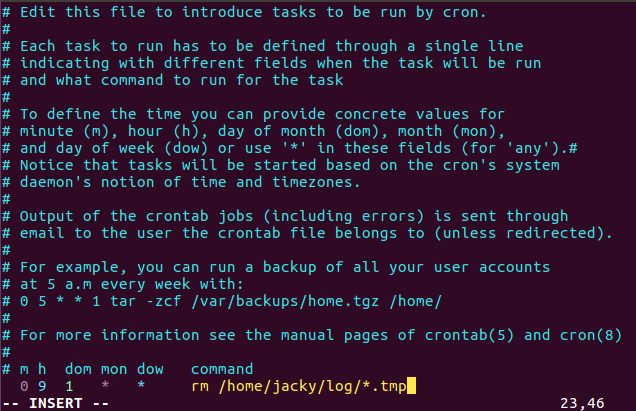 # Edit this file to introduce tasks to be run by cron.
#
# Each task to run has to be defined through a single line
# indicating with different fields when the task will be run
# and what command to run for the task
#
# To define the time you can provide concrete values for
# minute (m), hour (h), day of month (dom), month (mon),
# and day of week (dow) or use '*' in these fields (for 'any').#
# Notice that tasks will be started based on the cron's system
# daemon's notion of time and timezones.
#
# Output of the crontab jobs (including errors) is sent through
# email to the user the crontab file belongs to (unless redirected).
#
# For example, you can run a backup of all your user accounts
# at 5 a.m every week with:
# 0 5 * * 1 tar -zcf /var/backups/home.tgz /home/
#
# For more information see the manual pages of crontab(5) and cron(8)
#
# m h  dom mon dow   command
  0 9  1   *   *     rm /home/jacky/log/*.tmp
-- INSERT --                                                  23,46